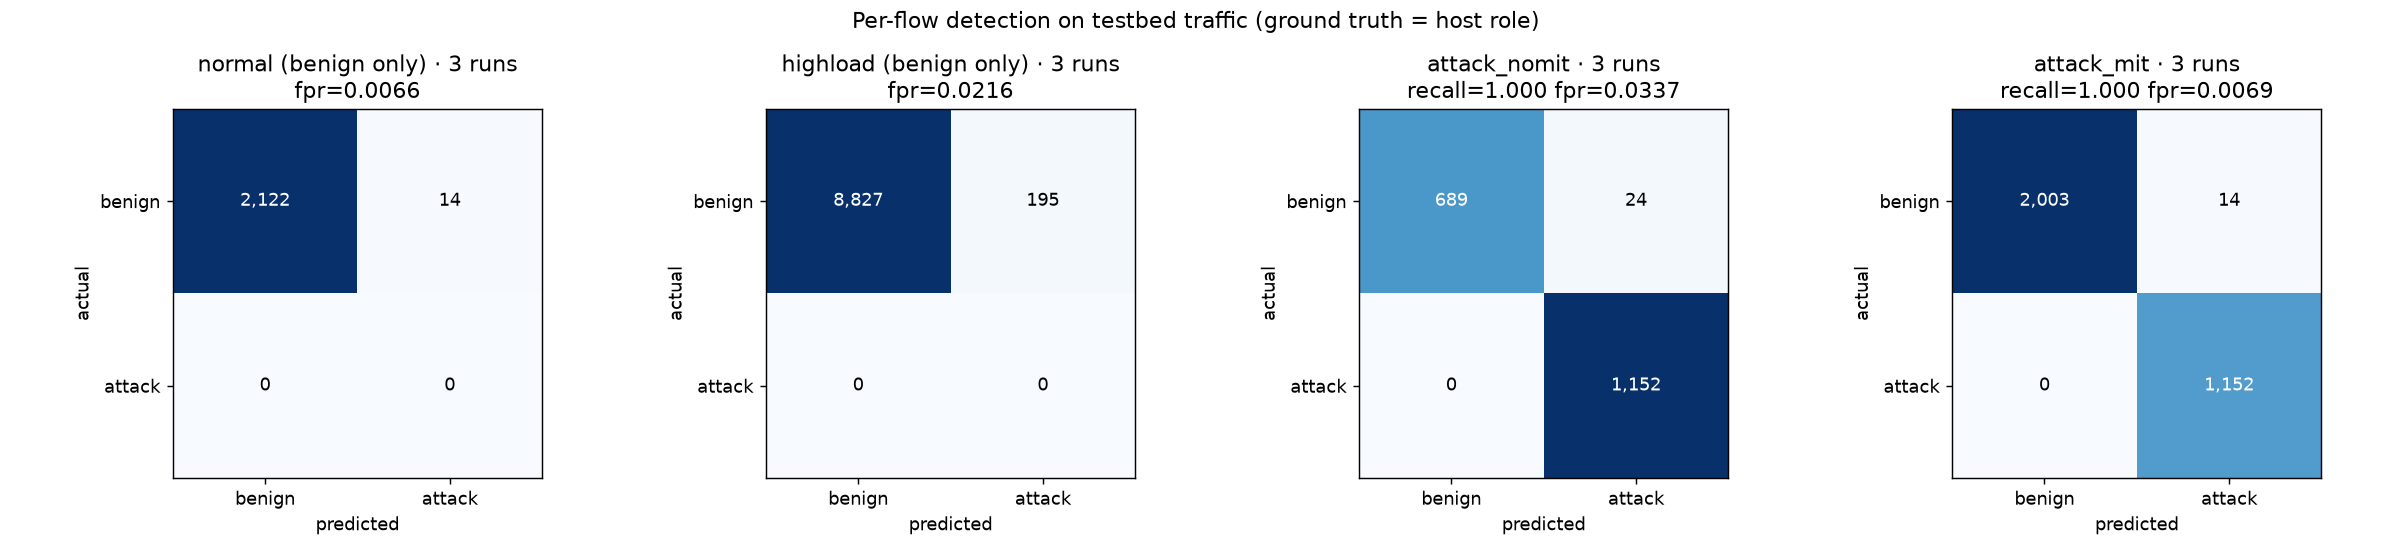 Per-flow detection on testbed traffic (ground truth = host role)
normal (benign only) · 3 runs
fpr=0.0066
benign
2,122
14
actual
attack
0
0
benign
attack
predicted
highload (benign only) · 3 runs
fpr=0.0216
benign
8,827
195
actual
attack
0
0
benign
attack
predicted
attack_nomit · 3 runs
recall=1.000 fpr=0.0337
benign
689
24
actual
attack
0
1,152
benign
attack
predicted
attack_mit · 3 runs
recall=1.000 fpr=0.0069
benign
2,003
14
actual
attack
0
1,152
benign
attack
predicted